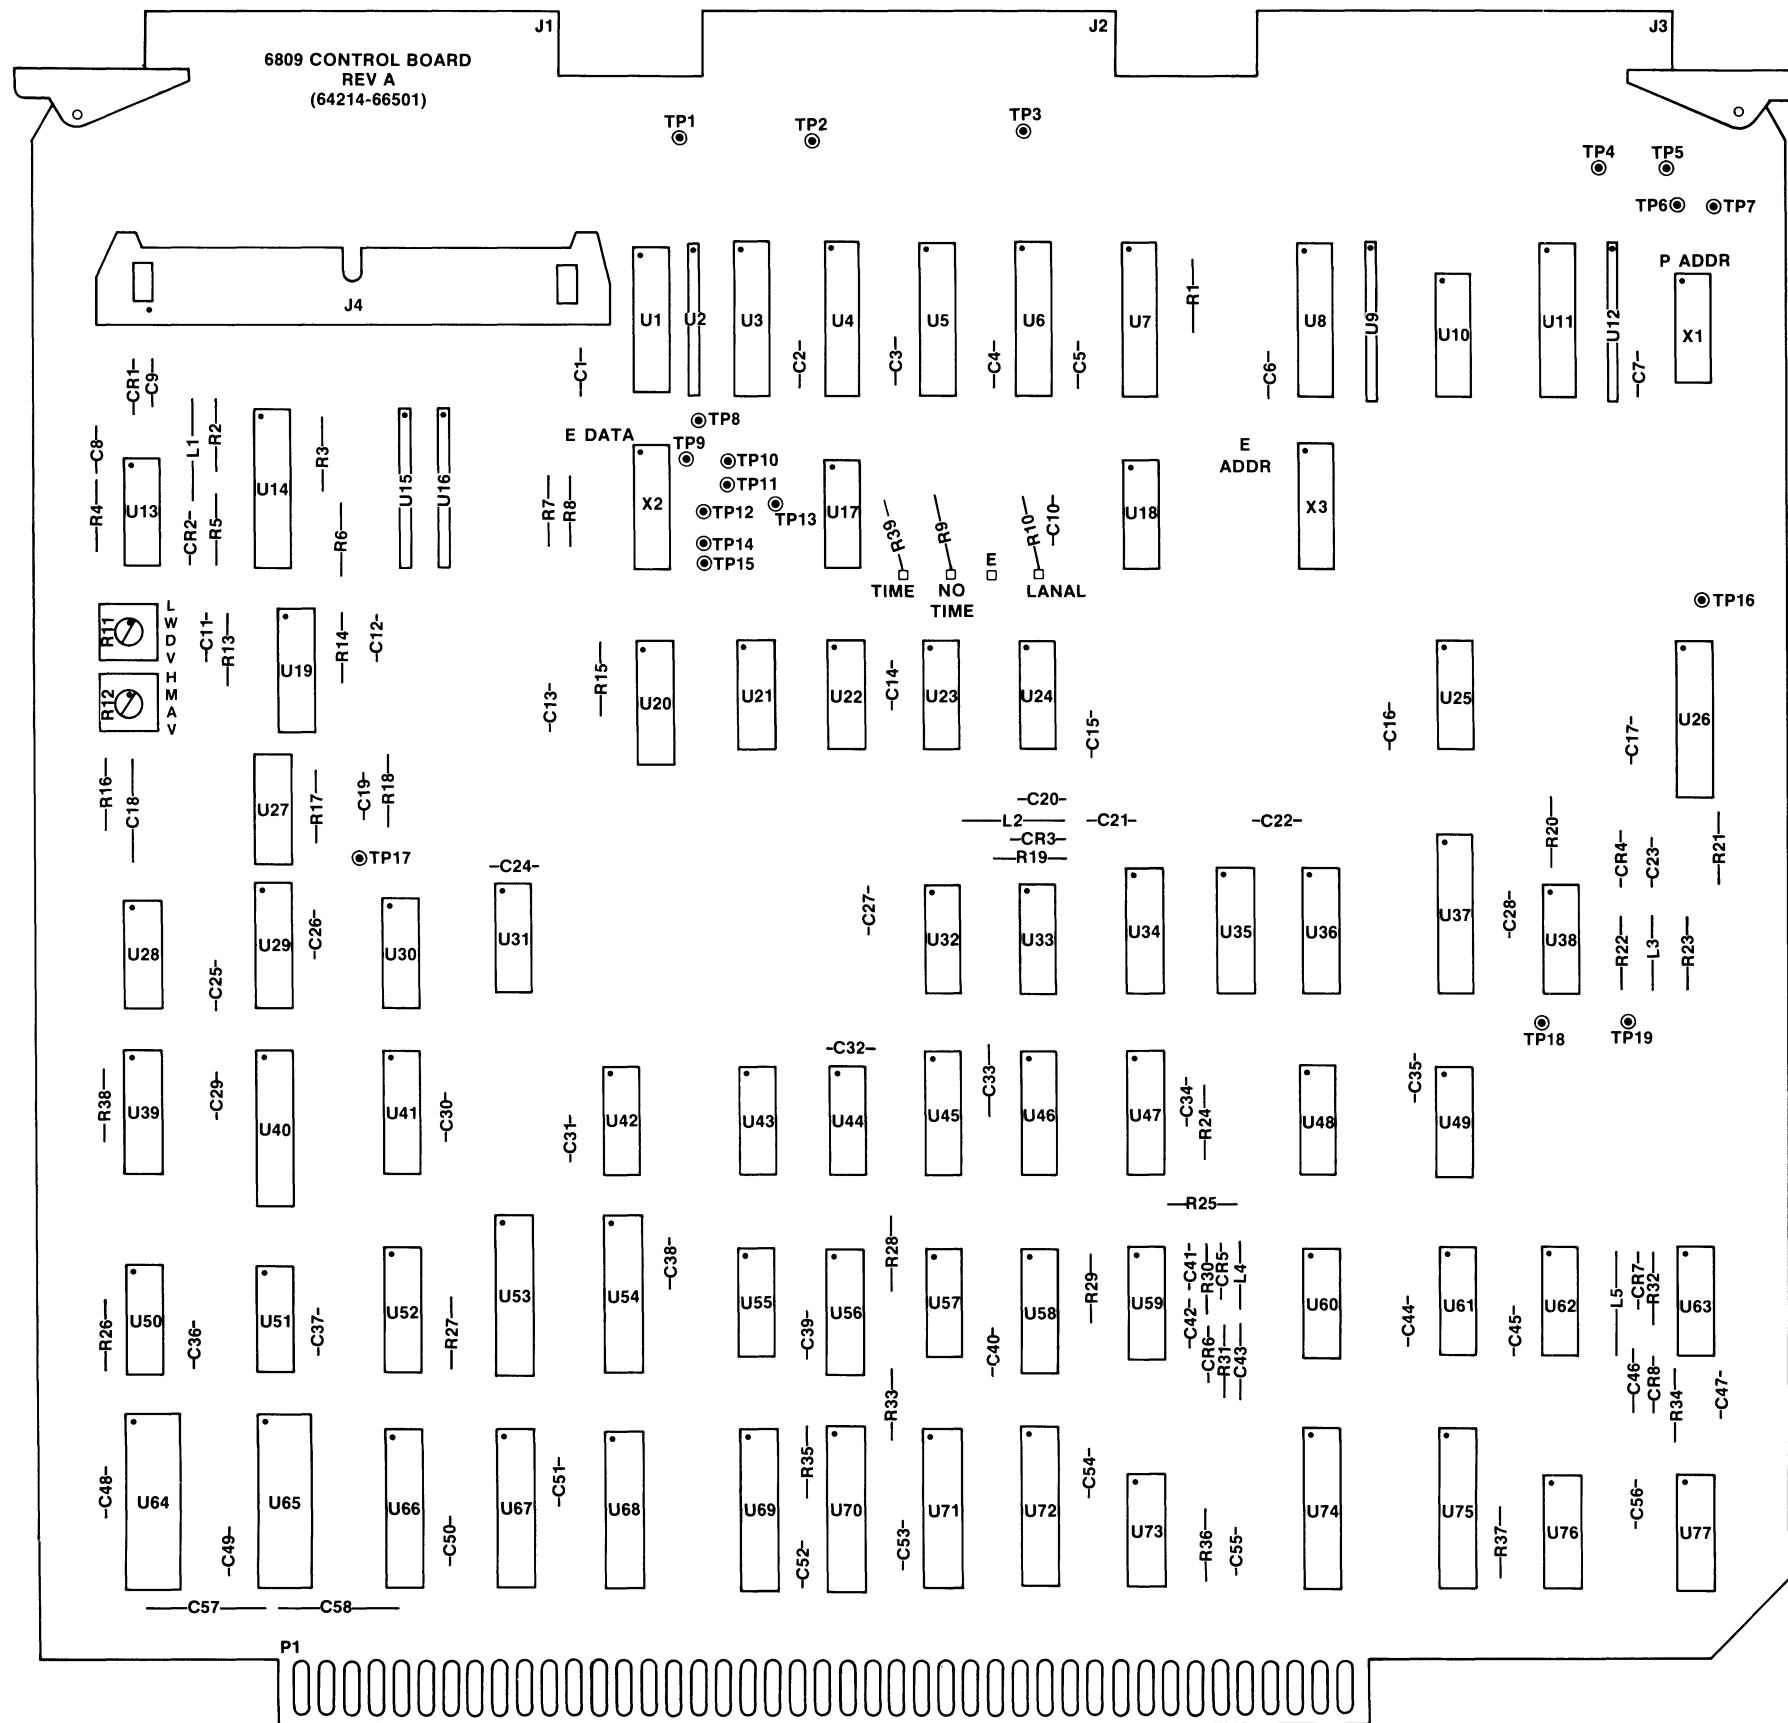 J1
J2
J3
6809 CONTROL BOARD
REV A
(64214-66501)
TP1
TP2
TP3
TP4
TP5
TP6
TP7
P ADDR
J4
U1
U2
U3
U4
U5
U6
U7
R1
U8
U9
U10
U11
U12
X1
CR1
C9
C1
C2
C3
C4
C5
C6
C7
TP8
E DATA
TP9
E
ADDR
C8
L1
R2
R3
TP10
TP11
R4
U13
CR2
R5
U14
R6
U15
U16
R7
R8
X2
TP12
TP13
U17
R39
R9
R10
C10
U18
X3
TP14
TP15
E
TIME
NO
TIME
LANAL
TP16
R11
L
W
D
V
C11
R13
U19
R14
C12
R12
H
M
A
V
C13
R15
U20
U21
U22
C14
U23
U24
C15
C16
U25
C17
U26
R16
C18
U27
R17
C19
R18
C20
L2
C21
C22
CR3
R19
R20
CR4
C23
R21
TP17
C24
U28
C25
U29
C26
U30
U31
C27
U32
U33
U34
U35
U36
U37
C28
U38
R22
L3
R23
TP18
TP19
C32
R38
U39
C29
U40
U41
C30
C31
U42
U43
U44
U45
C33
U46
U47
C34
R24
U48
C35
U49
R25
R26
U50
C36
U51
C37
U52
R27
U53
U54
C38
U55
C39
U56
R28
U57
C40
U58
R29
U59
C41
R30
CR5
L4
C42
CR6
R31
C43
U60
C44
U61
C45
U62
L5
CR7
R32
U63
C46
CR8
R34
C47
R33
C48
U64
C49
U65
U66
C50
U67
C51
U68
U69
R35
C52
U70
C53
U71
U72
C54
U73
R36
C55
U74
U75
R37
U76
C56
U77
C57
C58
P1